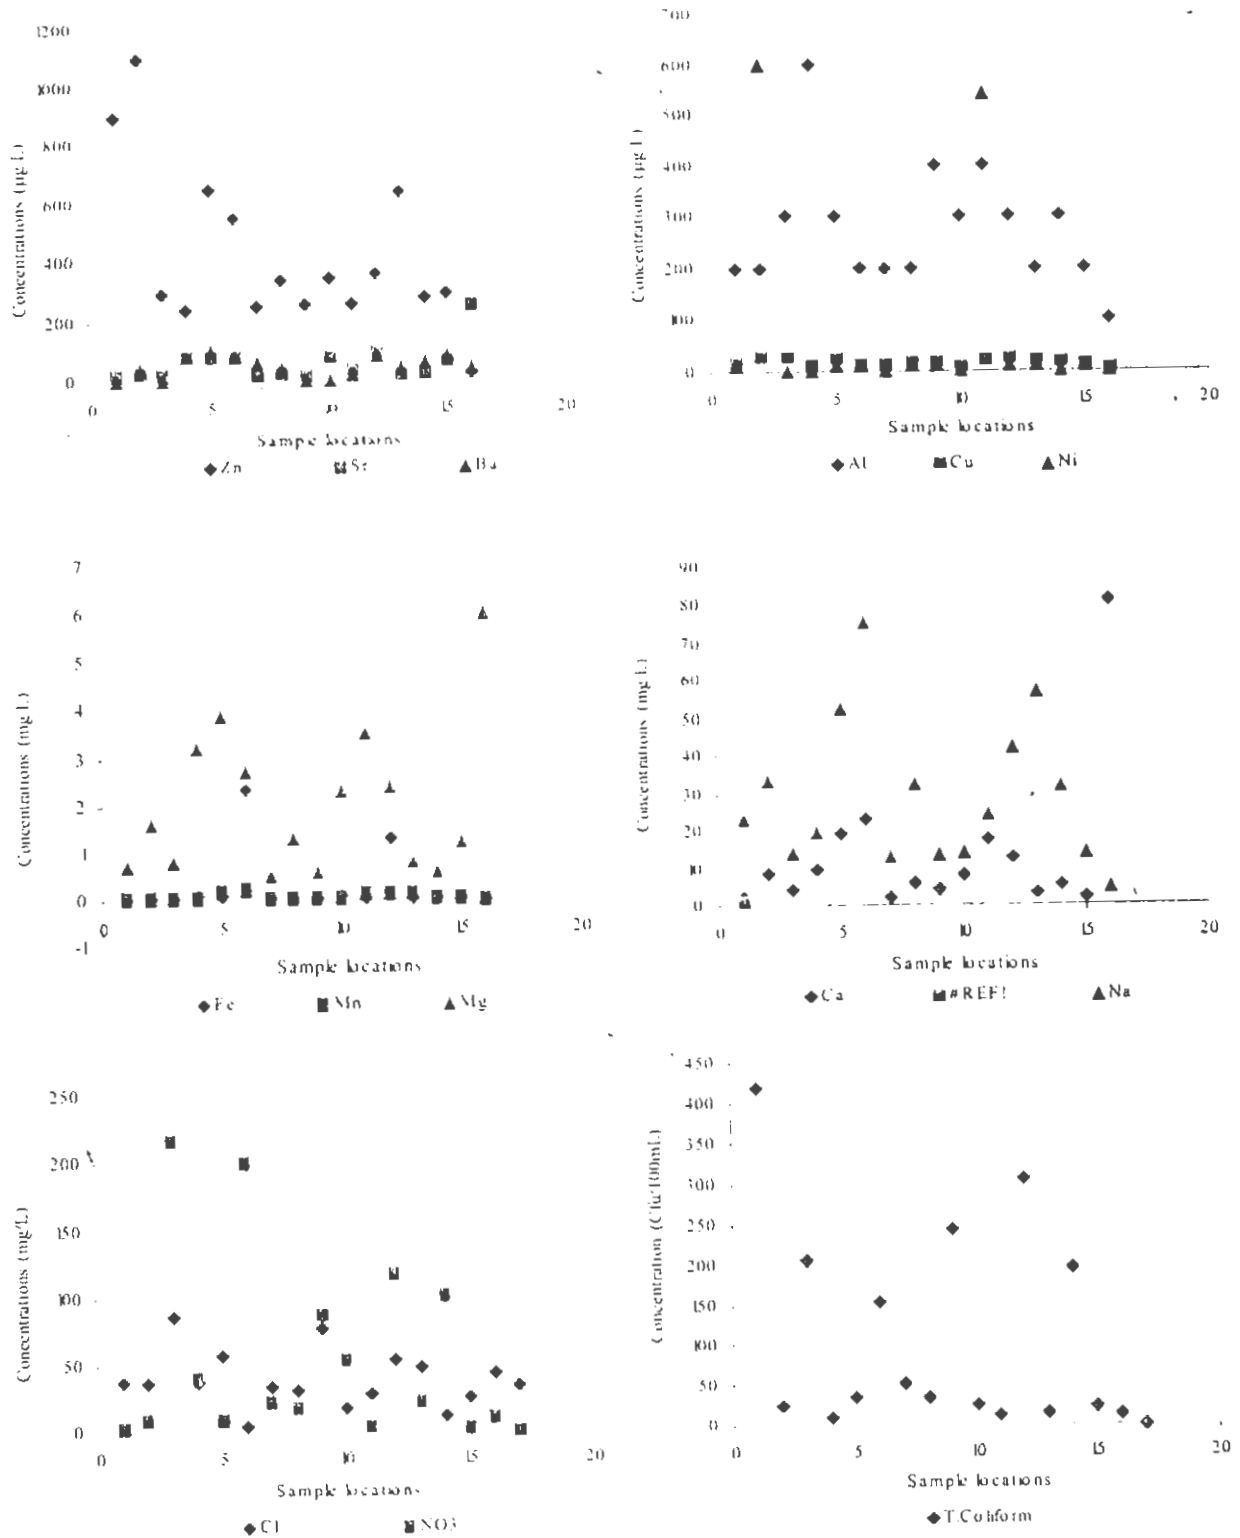 1200
1000
800
600
400
200
0
Concentrations (µg/L)
0 5 10 15 20
Sample locations
Zn Sr Ba
700
600
500
400
300
200
100
0
Concentrations (µg/L)
0 5 10 15 20
Sample locations
Al Cu Ni
7
6
5
4
3
2
1
0
-1
Concentrations (mg/L)
0 5 10 15 20
Sample locations
Fe Mn Mg
90
80
70
60
50
40
30
20
10
0
Concentrations (mg/L)
0 5 10 15 20
Sample locations
Ca #REF! Na
250
200
150
100
50
0
Concentrations (mg/L)
0 5 10 15 20
Sample locations
Cl NO3
450
400
350
300
250
200
150
100
50
0
Concentration (Cfu/100mL)
0 5 10 15 20
Sample locations
T.Coliform